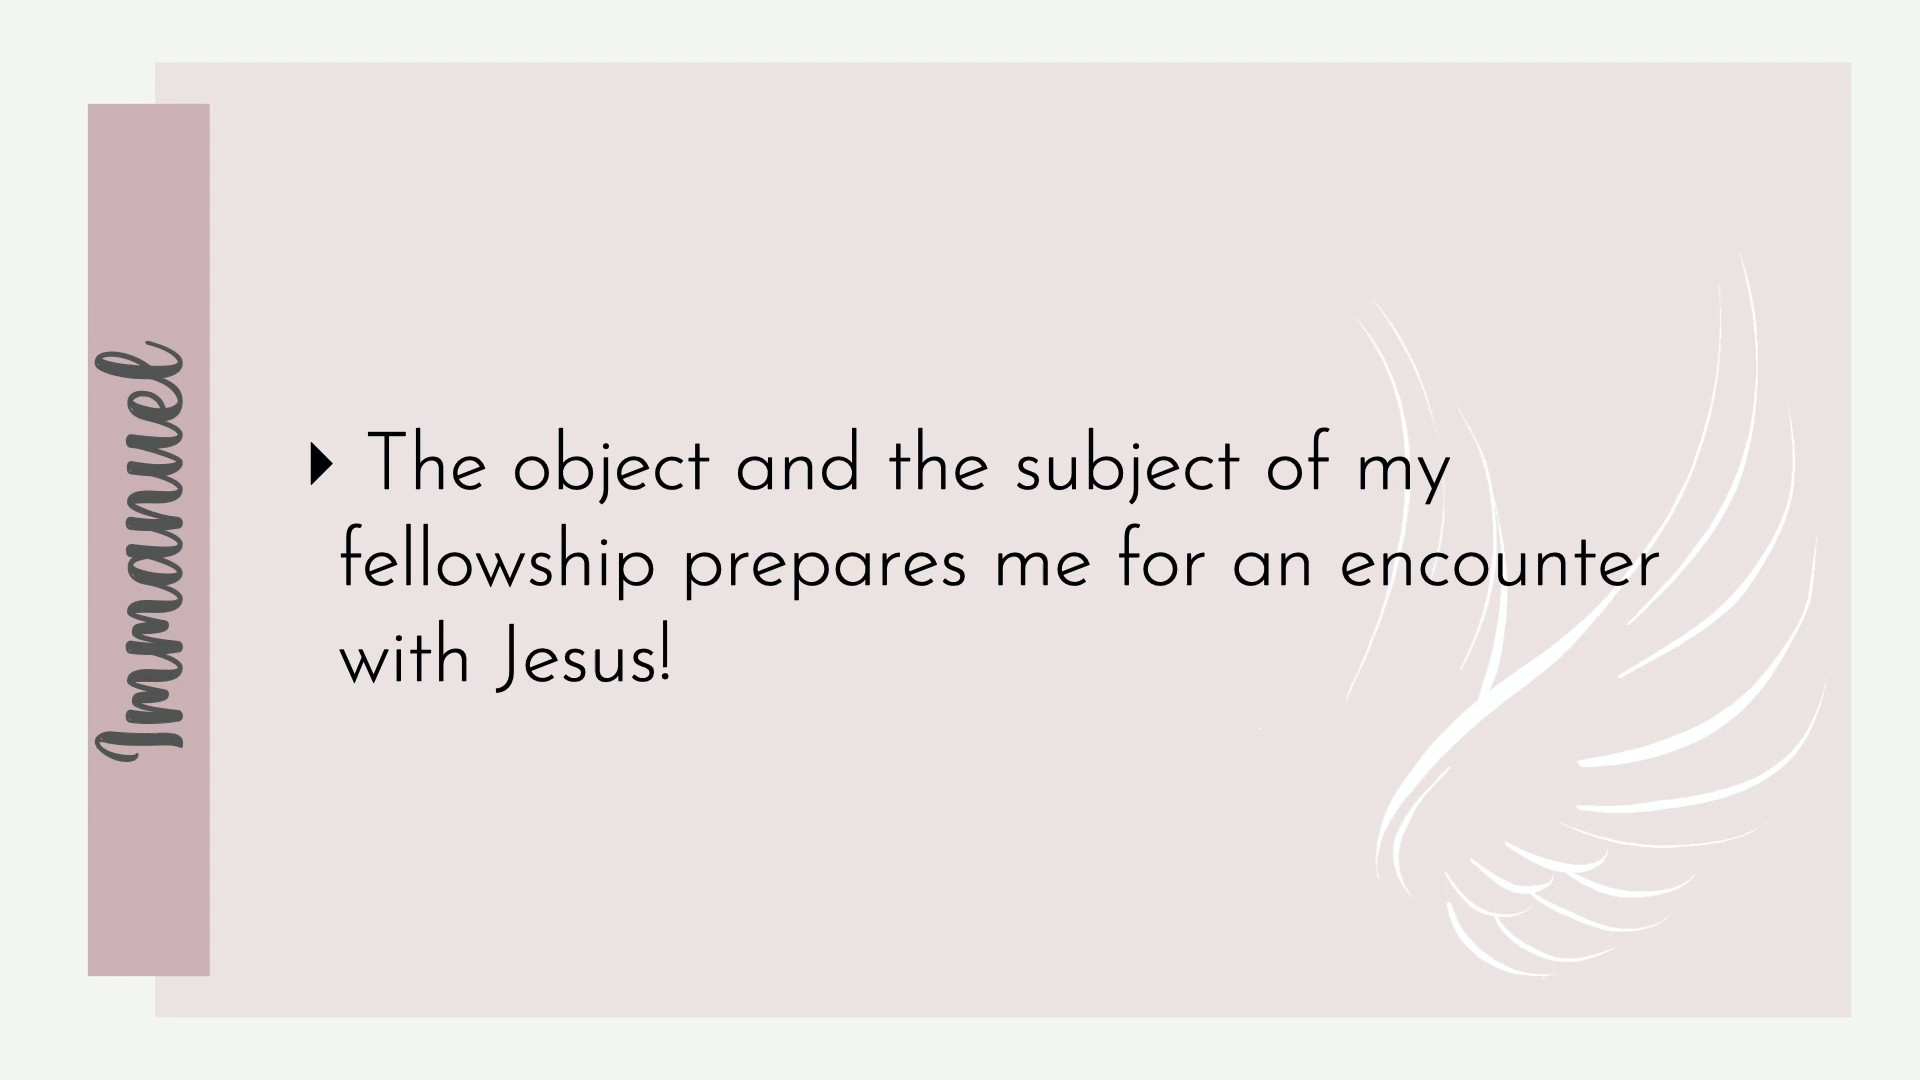 Immanuel
The object and the subject of my
fellowship prepares me for an encounter
with Jesus!